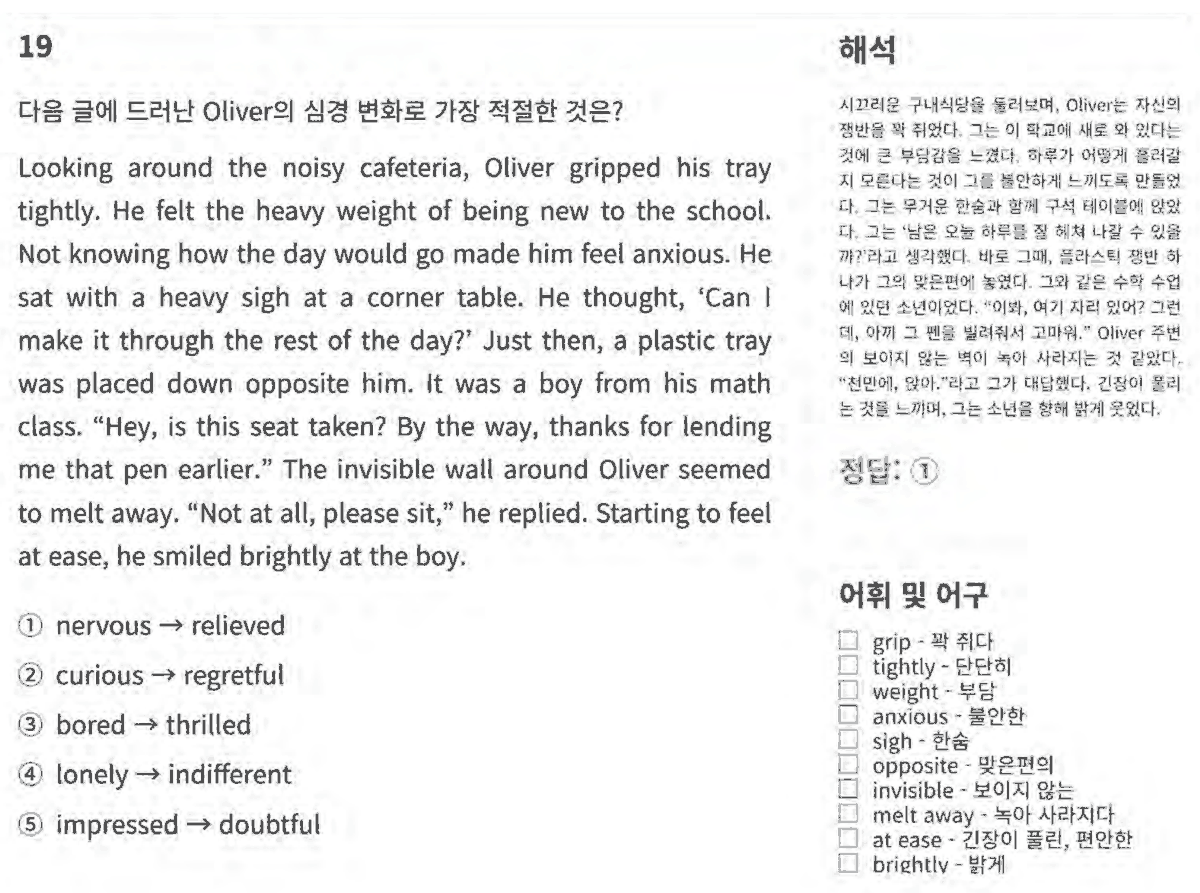 19
다음 글에 드러난 Oliver의 심경 변화로 가장 적절한 것은?
Looking around the noisy cafeteria, Oliver gripped his tray
tightly. He felt the heavy weight of being new to the school.
Not knowing how the day would go made him feel anxious. He
sat with a heavy sigh at a corner table. He thought, ‘Can I
make it through the rest of the day?’ Just then, a plastic tray
was placed down opposite him. It was a boy from his math
class. “Hey, is this seat taken? By the way, thanks for lending
me that pen earlier.” The invisible wall around Oliver seemed
to melt away. “Not at all, please sit,” he replied. Starting to feel
at ease, he smiled brightly at the boy.
① nervous → relieved
② curious → regretful
③ bored → thrilled
④ lonely → indifferent
⑤ impressed → doubtful
해석
시끄러운 구내식당을 둘러보며, Oliver는 자신의
쟁반을 꽉 쥐었다. 그는 이 학교에 새로 와 있다는
것에 큰 부담감을 느꼈다. 하루가 어떻게 흘러갈
지 모른다는 것이 그를 불안하게 느끼도록 만들었
다. 그는 무거운 한숨과 함께 구석 테이블에 앉았
다. 그는 ‘남은 오늘 하루를 잘 헤쳐 나갈 수 있을
까?’라고 생각했다. 바로 그때, 플라스틱 쟁반 하
나가 그의 맞은편에 놓였다. 그와 같은 수학 수업
에 있던 소년이었다. “이봐, 여기 자리 있어? 그런
데, 아까 그 펜을 빌려줘서 고마워.” Oliver 주변
의 보이지 않는 벽이 녹아 사라지는 것 같았다.
“천만에, 앉아.”라고 그가 대답했다. 긴장이 풀리
는 것을 느끼며, 그는 소년을 향해 밝게 웃었다.
정답: ①
어휘 및 어구
grip - 꽉 쥐다
tightly - 단단히
weight - 부담
anxious - 불안한
sigh - 한숨
opposite - 맞은편의
invisible - 보이지 않는
melt away - 녹아 사라지다
at ease - 긴장이 풀린, 편안한
brightly - 밝게